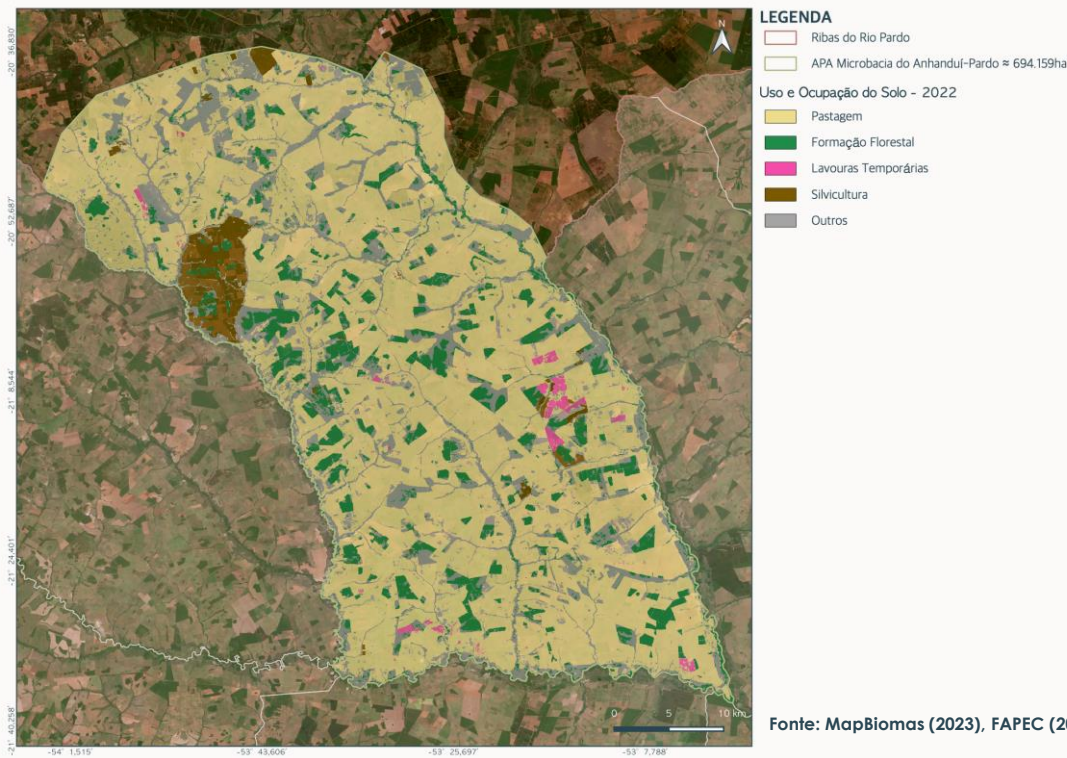 LEGENDA
Ribas do Rio Pardo
APA Microbacia do Anhanduí-Pardo ≈ 694.159ha
Uso e Ocupação do Solo - 2022
Pastagem
Formação Florestal
Lavouras Temporárias
Silvicultura
Outros
N
-20° 36,830'
-20° 52,687'
-21° 8,544'
-21° 24,401'
-21° 40,258'
0 5 10 km
-54° 1,515'
-53° 43,606'
-53° 25,697'
-53° 7,788'
Fonte: MapBiomas (2023), FAPEC (20